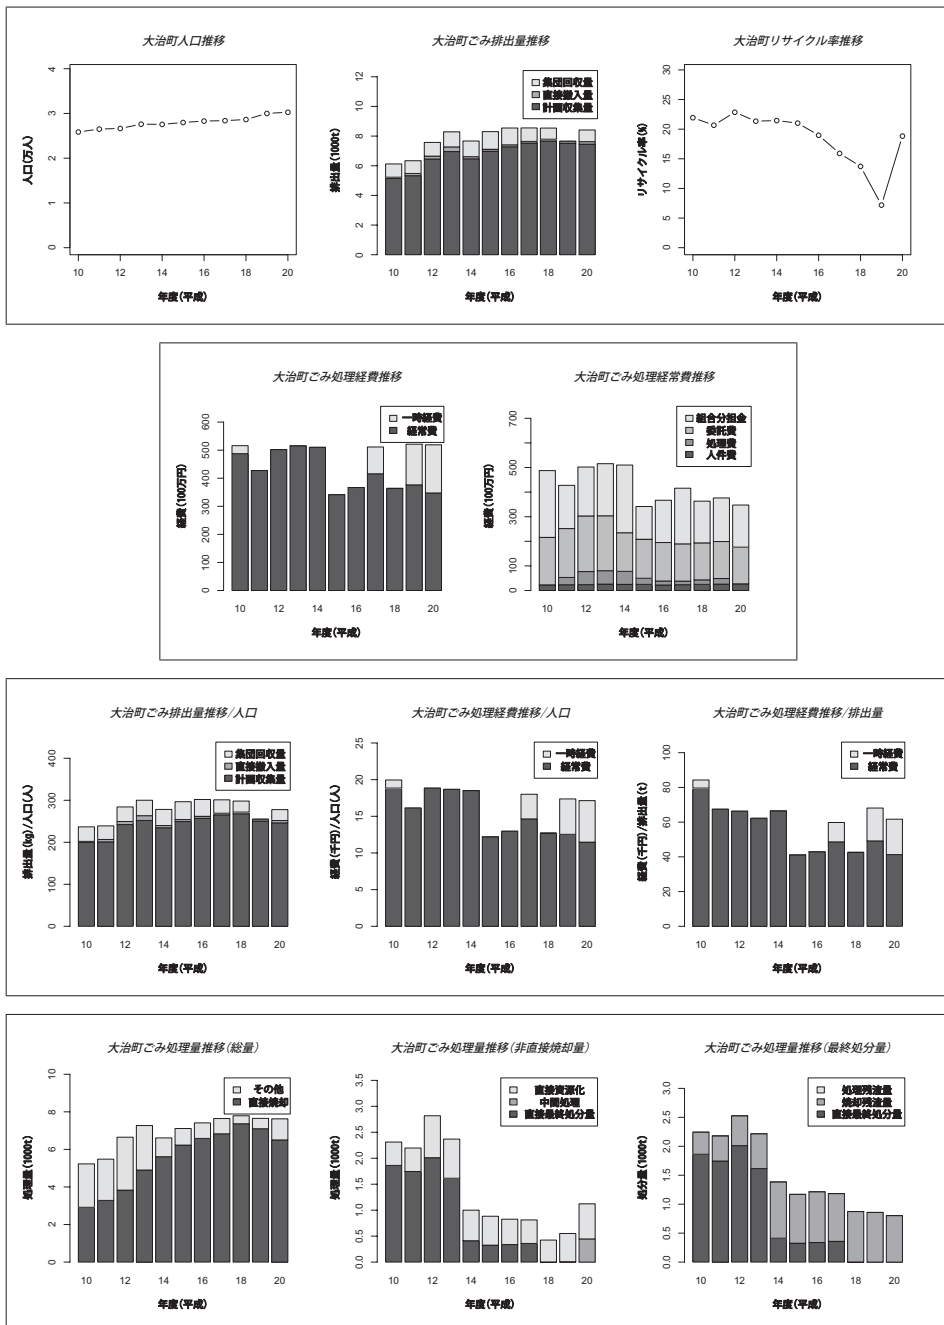 大治町人口推移
人口(万人)
0 1 2 3 4
10 12 14 16 18 20
年度(平成)
大治町ごみ排出量推移
集団回収量
直接搬入量
計画収集量
排出量(1000t)
0 2 4 6 8 10 12
10 12 14 16 18 20
年度(平成)
大治町リサイクル率推移
リサイクル率(%)
0 5 10 15 20 25 30
10 12 14 16 18 20
年度(平成)
大治町ごみ処理経費推移
一時経費
経常費
経費(100万円)
0 100 200 300 400 500 600
10 12 14 16 18 20
年度(平成)
大治町ごみ処理経常費推移
組合分担金
委託費
処理費
人件費
経費(100万円)
0 100 300 500 700
10 12 14 16 18 20
年度(平成)
大治町ごみ排出量推移/人口
集団回収量
直接搬入量
計画収集量
排出量(kg)/人口(人)
0 100 200 300 400
10 12 14 16 18 20
年度(平成)
大治町ごみ処理経費推移/人口
一時経費
経常費
経費(千円)/人口(人)
0 5 10 15 20 25
10 12 14 16 18 20
年度(平成)
大治町ごみ処理経費推移/排出量
一時経費
経常費
経費(千円)/排出量(t)
0 20 40 60 80 100
10 12 14 16 18 20
年度(平成)
大治町ごみ処理量推移(総量)
その他
直接焼却
処理量(1000t)
0 2 4 6 8 10
10 12 14 16 18 20
年度(平成)
大治町ごみ処理量推移(非直接焼却量)
直接資源化
中間処理
直接最終処分量
処理量(1000t)
0.0 0.5 1.0 1.5 2.0 2.5 3.0 3.5
10 12 14 16 18 20
年度(平成)
大治町ごみ処理量推移(最終処分量)
処理残渣量
焼却残渣量
直接最終処分量
処分量(1000t)
0.0 0.5 1.0 1.5 2.0 2.5 3.0
10 12 14 16 18 20
年度(平成)